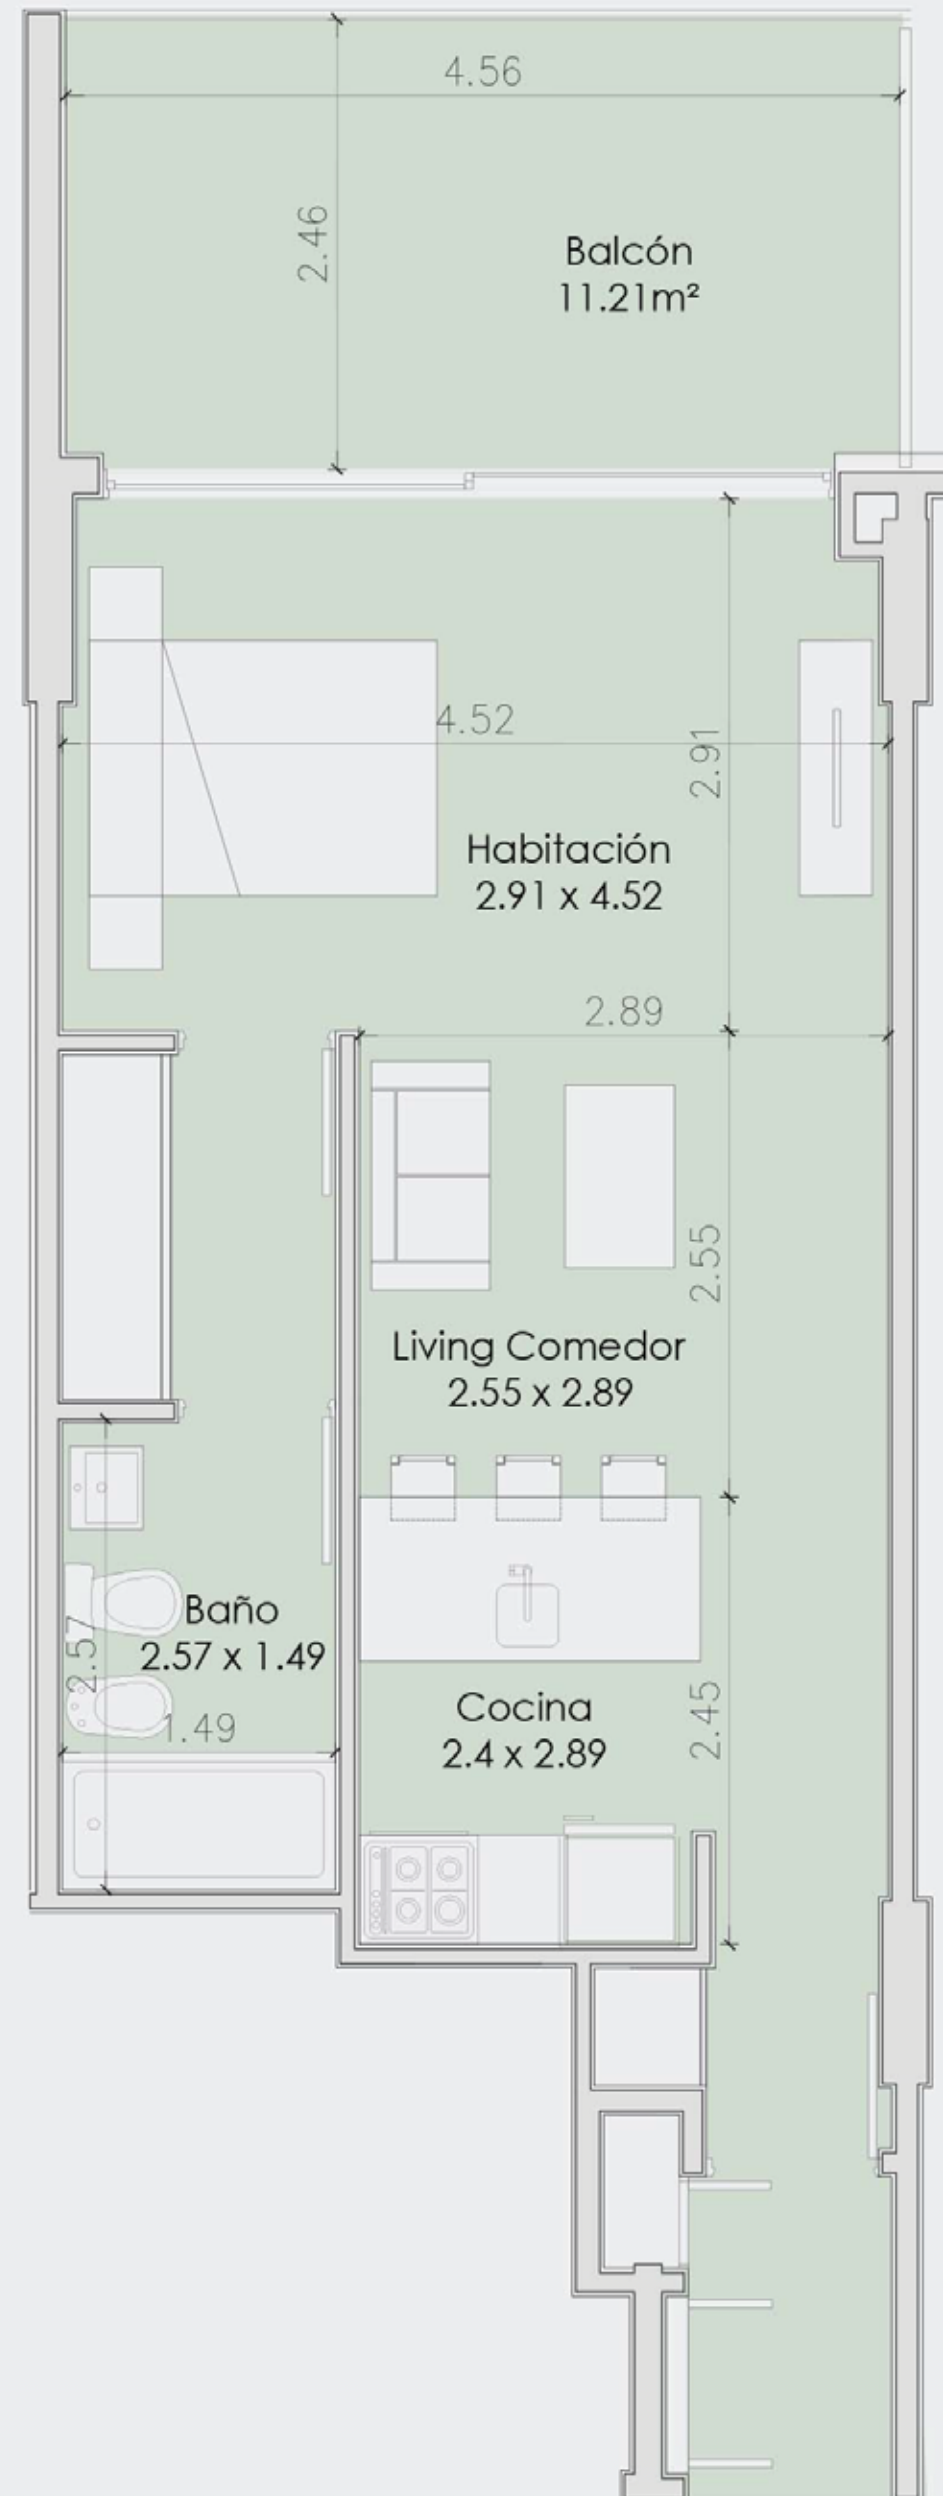 4.56
2.46
Balcón
11.21m²
4.52
2.91
Habitación
2.91 x 4.52
2.89
2.55
Living Comedor
2.55 x 2.89
Baño
2.57 x 1.49
2.57
1.49
Cocina
2.4 x 2.89
2.45